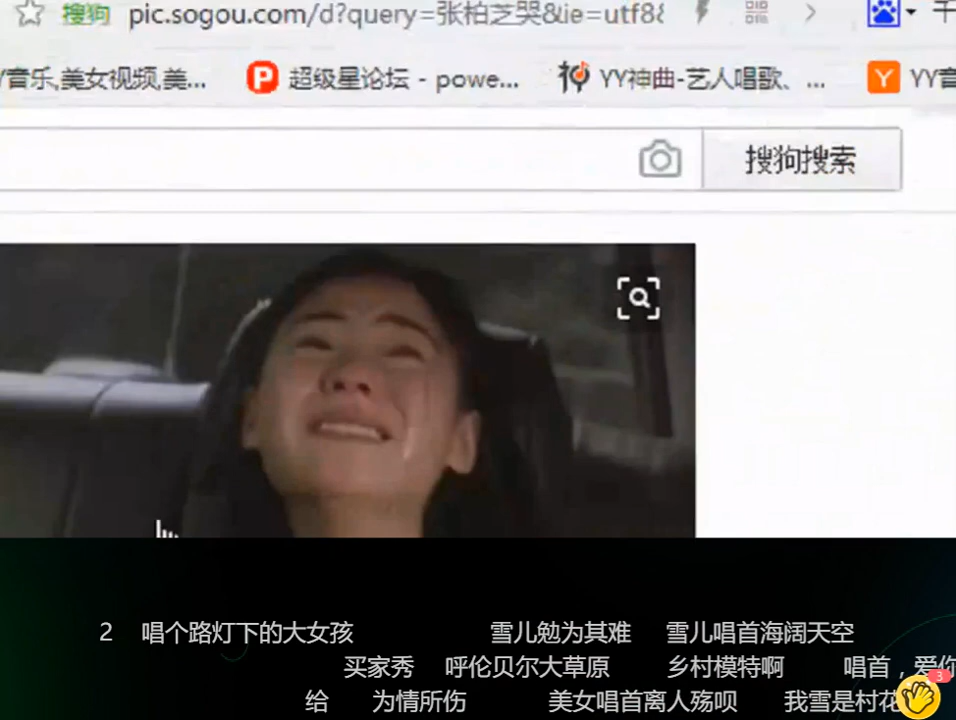 搜狗 pic.sogou.com/d?query=张柏芝哭&ie=utf8&
Y音乐,美女视频,美... 超级星论坛 - powe... YY神曲-艺人唱歌、... YY音
搜狗搜索
2 唱个路灯下的大女孩 雪儿勉为其难 雪儿唱首海阔天空
买家秀 呼伦贝尔大草原 乡村模特啊 唱首，爱你
给 为情所伤 美女唱首离人殇呗 我雪是村花
3